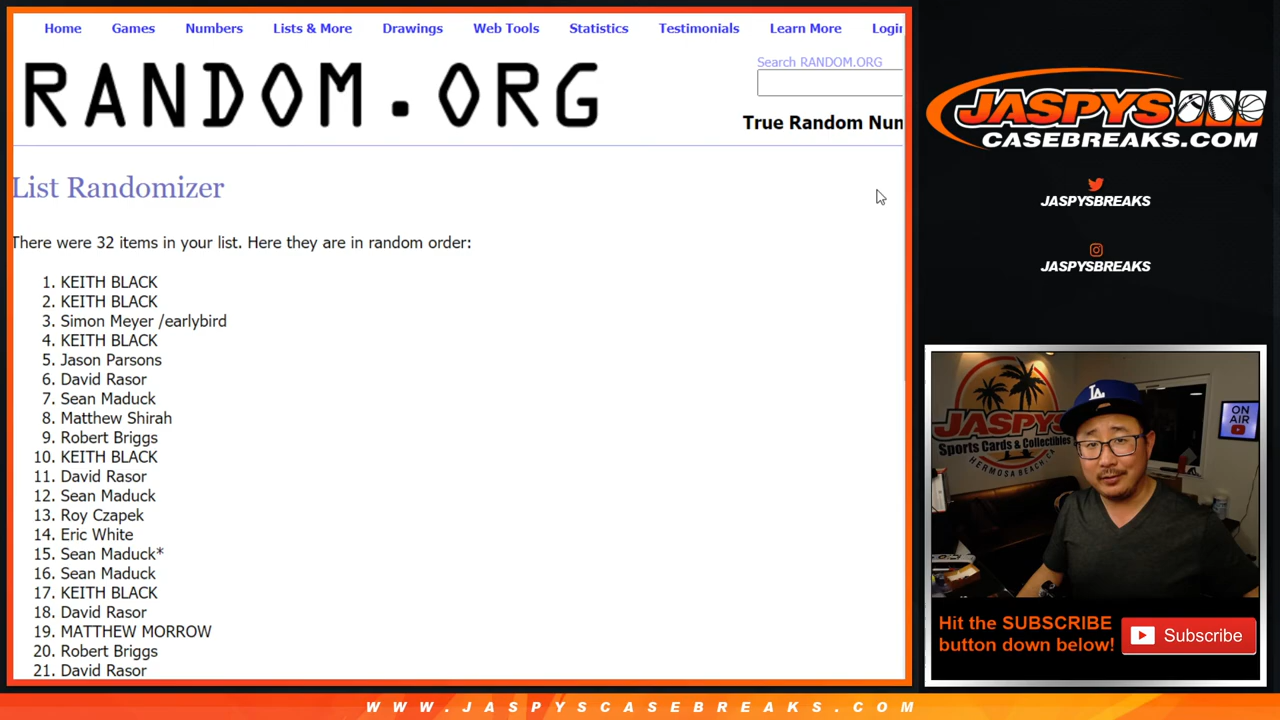 Home Games Numbers Lists & More Drawings Web Tools Statistics Testimonials Learn More Login
RANDOM.ORG
Search RANDOM.ORG
True Random Num
List Randomizer
There were 32 items in your list. Here they are in random order:
1. KEITH BLACK
2. KEITH BLACK
3. Simon Meyer /earlybird
4. KEITH BLACK
5. Jason Parsons
6. David Rasor
7. Sean Maduck
8. Matthew Shirah
9. Robert Briggs
10. KEITH BLACK
11. David Rasor
12. Sean Maduck
13. Roy Czapek
14. Eric White
15. Sean Maduck*
16. Sean Maduck
17. KEITH BLACK
18. David Rasor
19. MATTHEW MORROW
20. Robert Briggs
21. David Rasor
JASPYS
CASEBREAKS.COM
JASPYSBREAKS
JASPYSBREAKS
JASPYS
Sports Cards & Collectibles
HERMOSA BEACH, CA
LA
ON
AIR
Hit the SUBSCRIBE
button down below!
Subscribe
WWW.JASPYSCASEBREAKS.COM